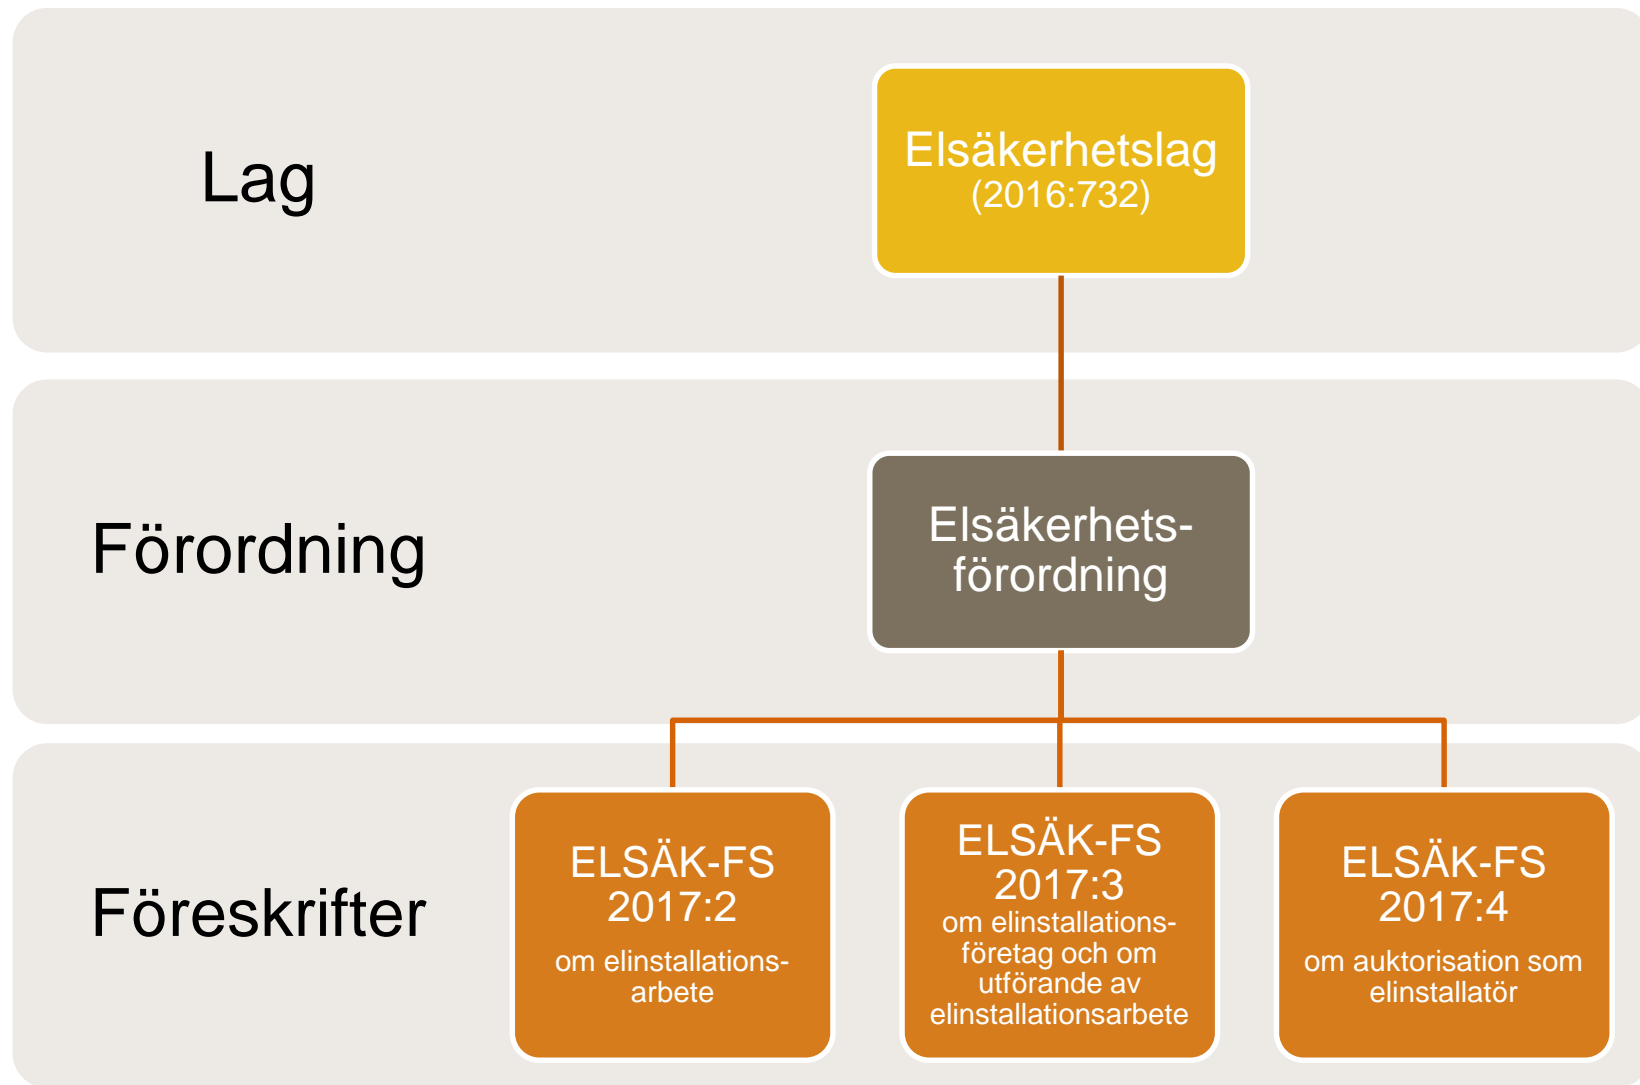 Lag
Elsäkerhetslag
(2016:732)
Förordning
Elsäkerhets-
förordning
Föreskrifter
ELSÄK-FS
2017:2
om elinstallations-
arbete
ELSÄK-FS
2017:3
om elinstallations-
företag och om
utförande av
elinstallationsarbete
ELSÄK-FS
2017:4
om auktorisation som
elinstallatör